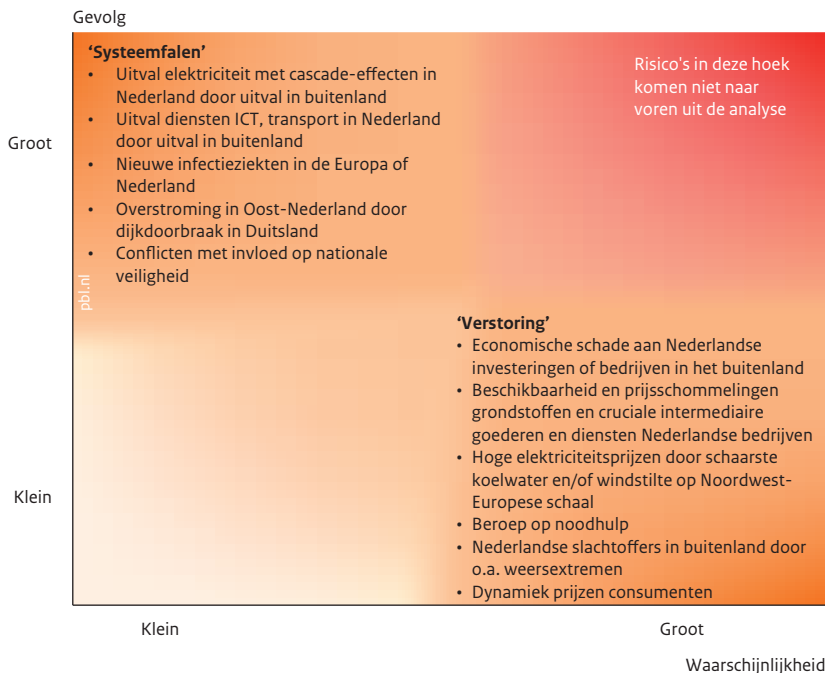 Gevolg
‘Systeemfalen’
• Uitval elektriciteit met cascade-effecten in
Nederland door uitval in buitenland
• Uitval diensten ICT, transport in Nederland
door uitval in buitenland
• Nieuwe infectieziekten in de Europa of
Nederland
• Overstroming in Oost-Nederland door
dijkdoorbraak in Duitsland
• Conflicten met invloed op nationale
veiligheid
Risico's in deze hoek
komen niet naar
voren uit de analyse
Groot
pbl.nl
‘Verstoring’
• Economische schade aan Nederlandse
investeringen of bedrijven in het buitenland
• Beschikbaarheid en prijsschommelingen
grondstoffen en cruciale intermediaire
goederen en diensten Nederlandse bedrijven
• Hoge elektriciteitsprijzen door schaarste
koelwater en/of windstilte op Noordwest-
Europese schaal
• Beroep op noodhulp
• Nederlandse slachtoffers in buitenland door
o.a. weersextremen
• Dynamiek prijzen consumenten
Klein
Klein
Groot
Waarschijnlijkheid